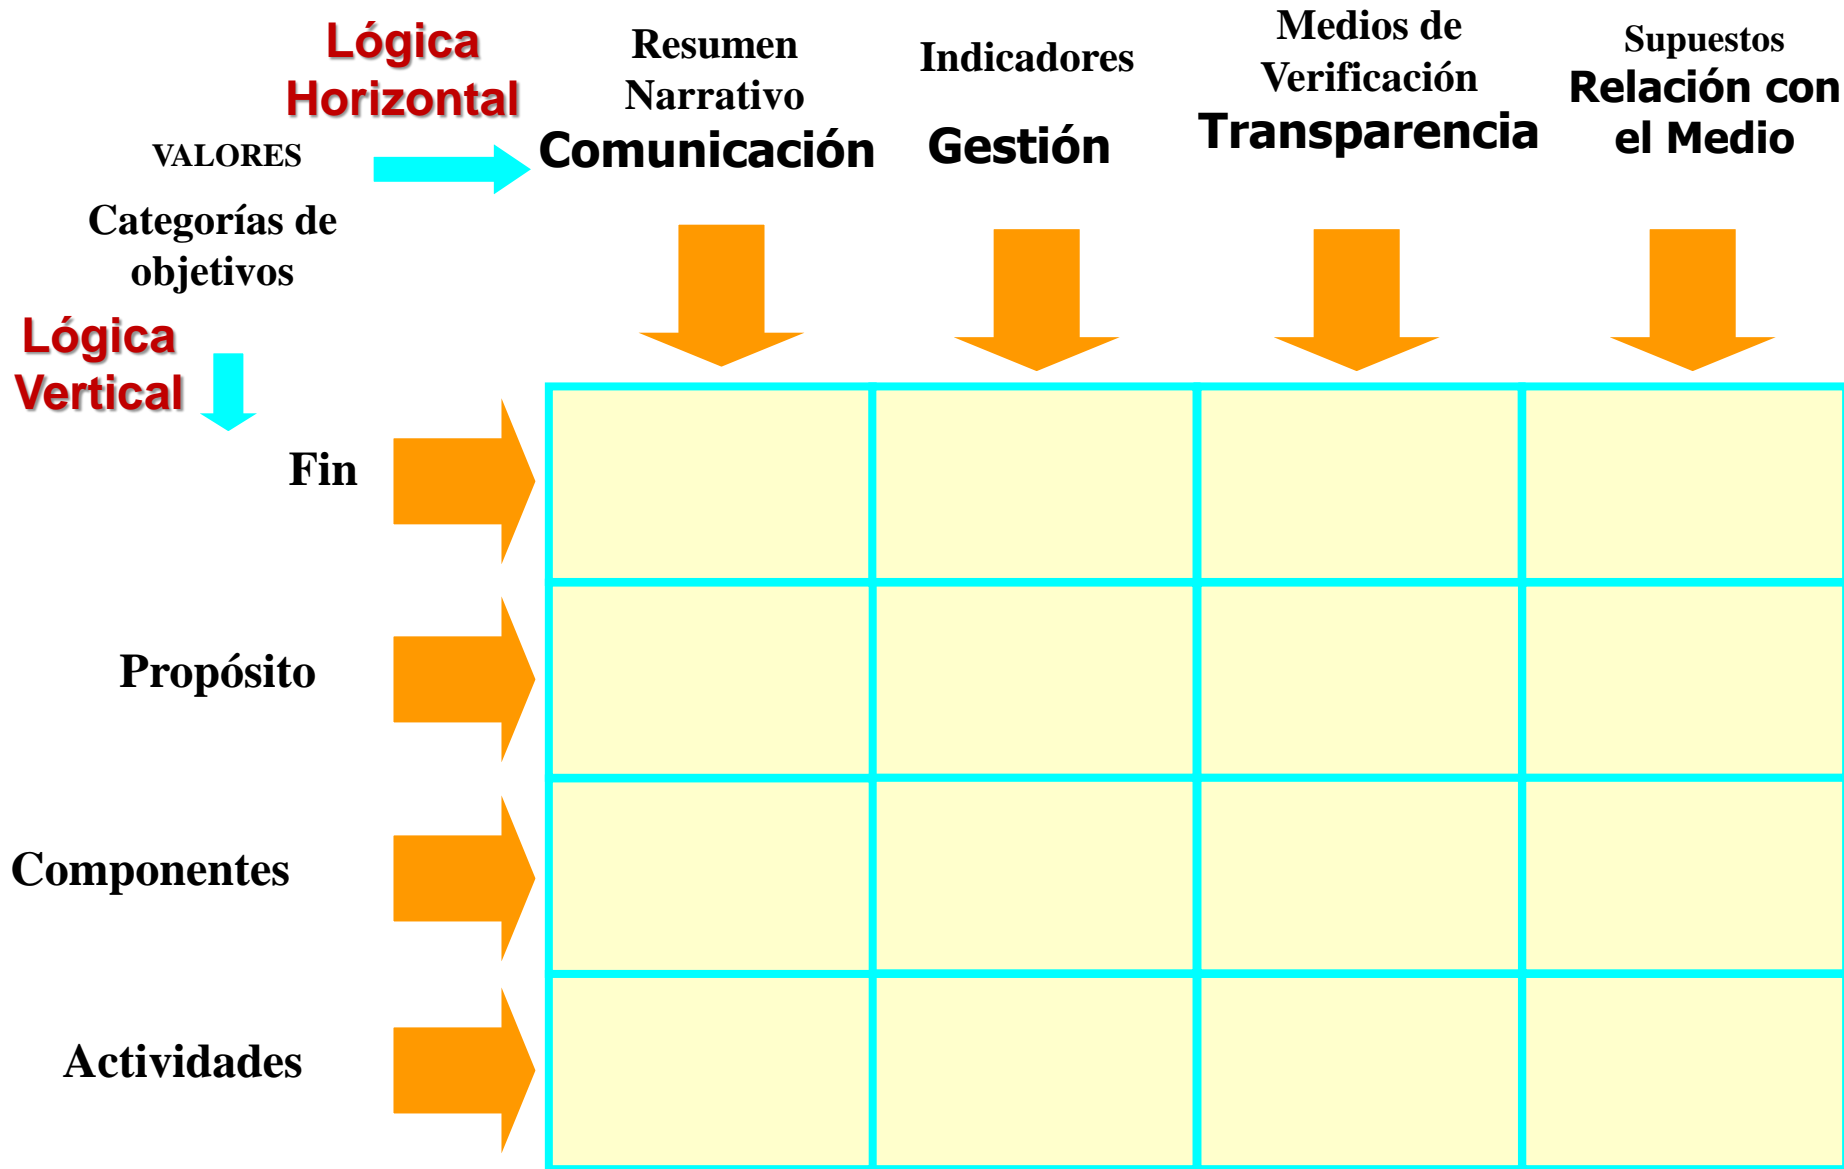 Lógica
Horizontal
Resumen
Narrativo
Comunicación
Indicadores
Gestión
Medios de
Verificación
Transparencia
Supuestos
Relación con
el Medio
VALORES
Categorías de
objetivos
Lógica
Vertical
Fin
Propósito
Componentes
Actividades